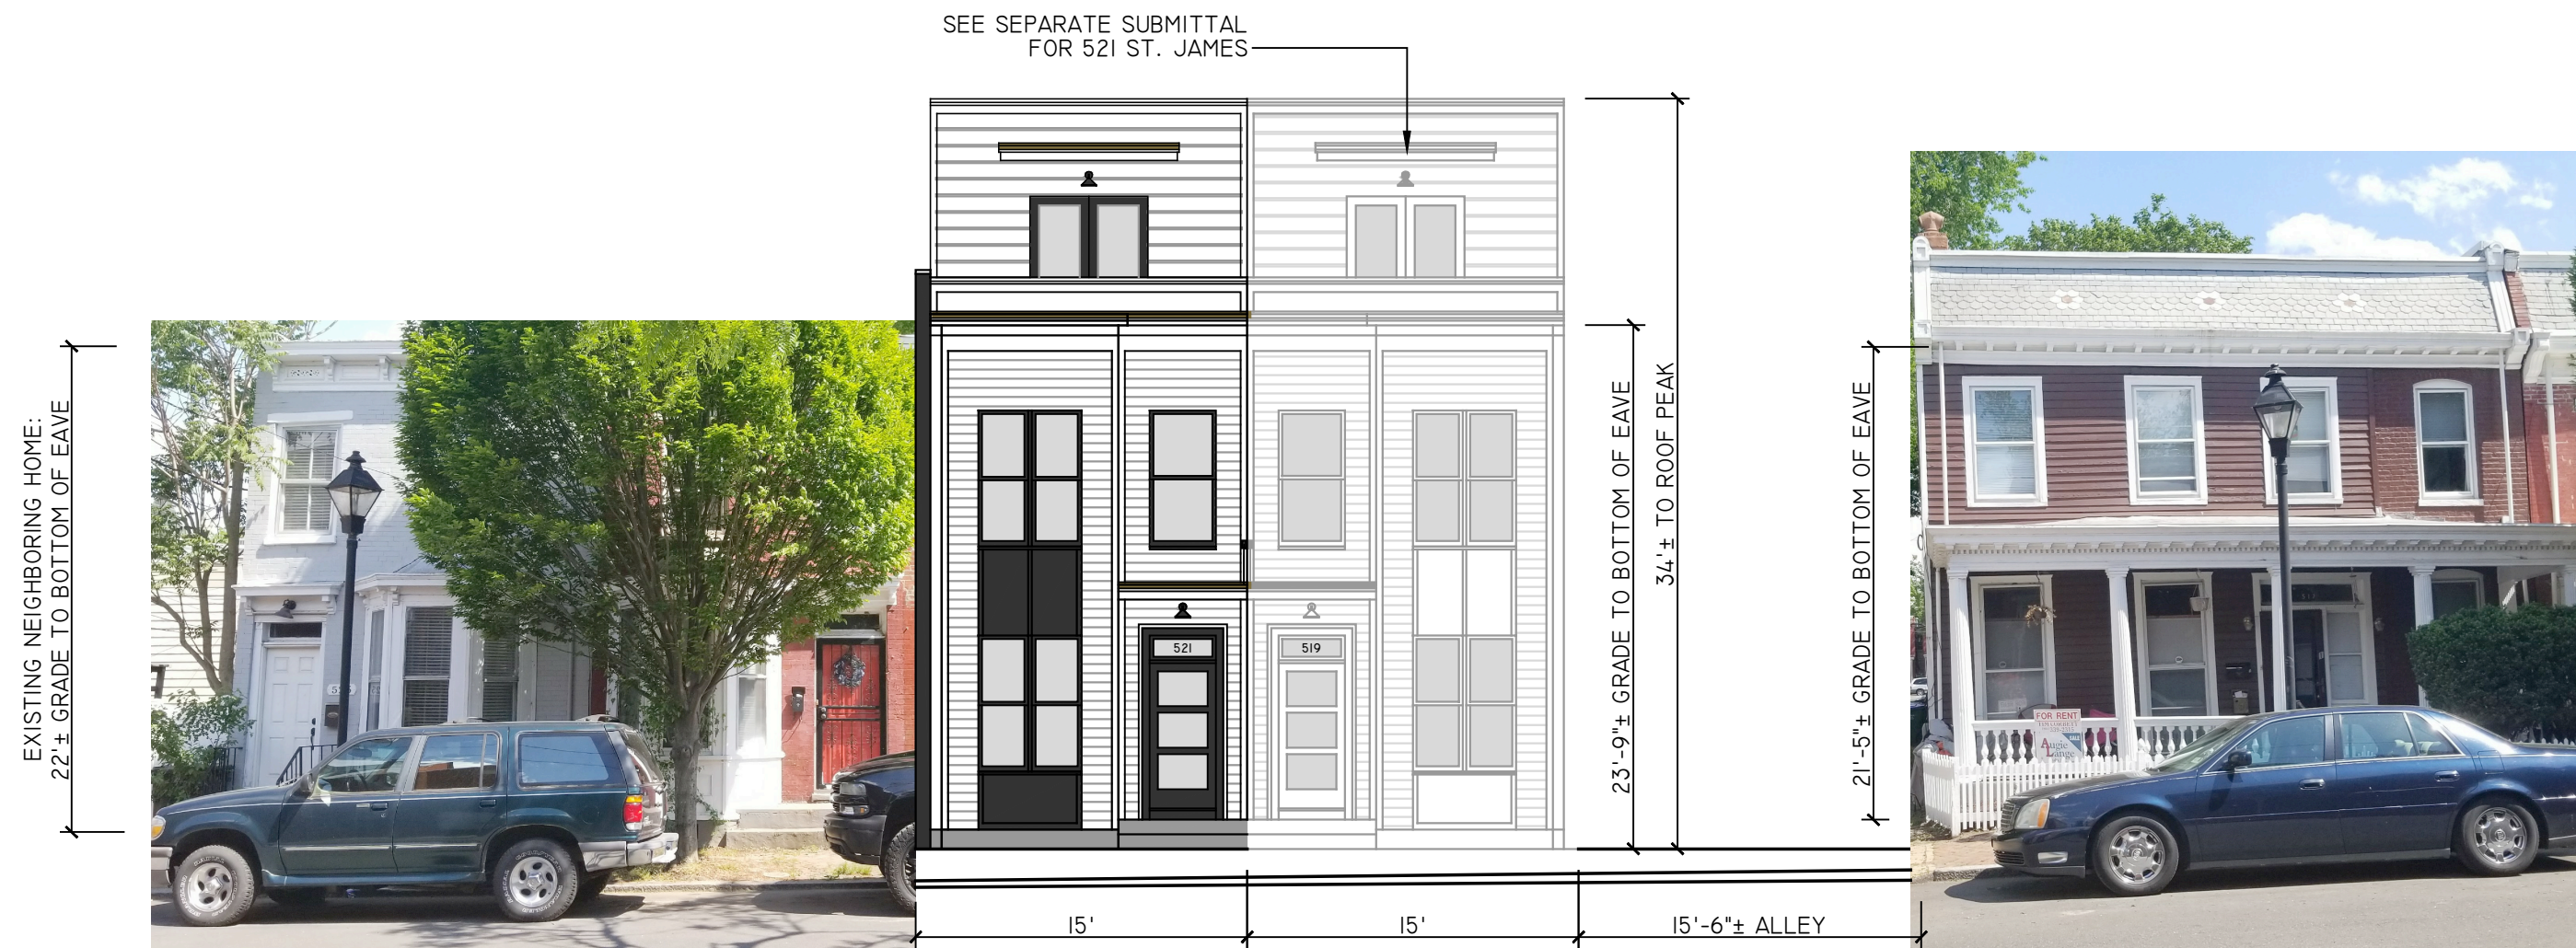 SEE SEPARATE SUBMITTAL
FOR 521 ST. JAMES
EXISTING NEIGHBORING HOME:
22'± GRADE TO BOTTOM OF EAVE
521
519
23'-9"± GRADE TO BOTTOM OF EAVE
34'± TO ROOF PEAK
21'-5"± GRADE TO BOTTOM OF EAVE
FOR RENT
Augie
Lange
15'
15'
15'-6"± ALLEY